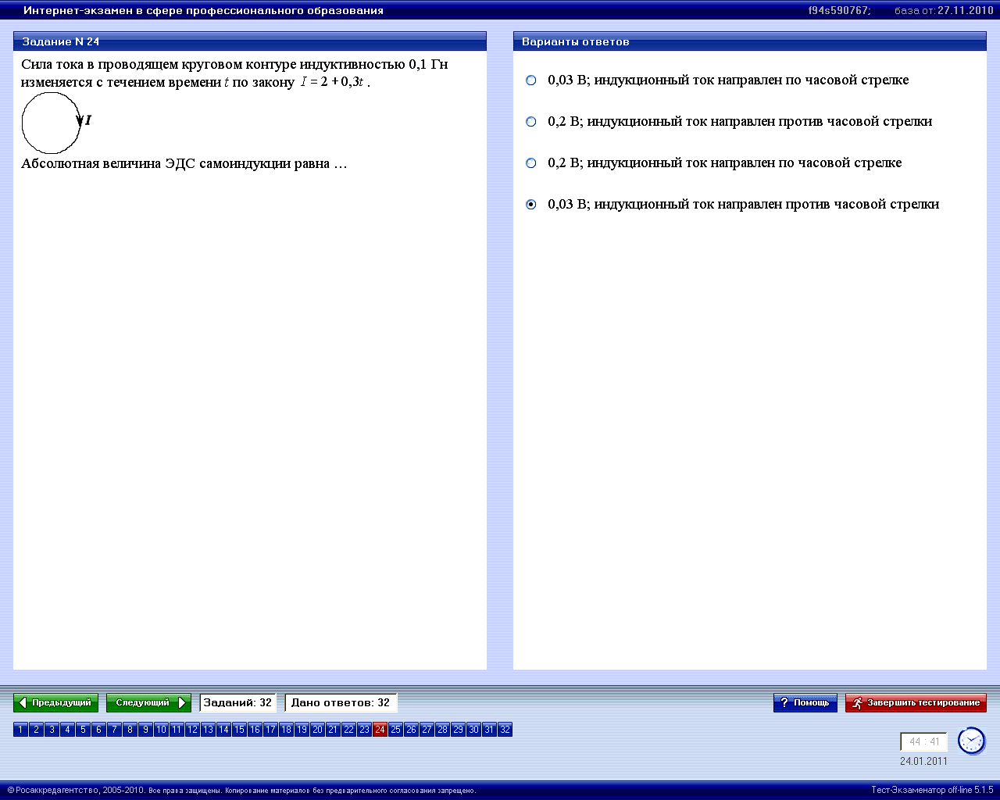 Интернет-экзамен в сфере профессионального образования
f94s590767; база от: 27.11.2010
Задание N 24
Сила тока в проводящем круговом контуре индуктивностью 0,1 Гн
изменяется с течением времени t по закону I = 2 + 0,3t .
I
Абсолютная величина ЭДС самоиндукции равна …
Варианты ответов
0,03 В; индукционный ток направлен по часовой стрелке
0,2 В; индукционный ток направлен против часовой стрелки
0,2 В; индукционный ток направлен по часовой стрелке
0,03 В; индукционный ток направлен против часовой стрелки
Предыдущий Следующий Заданий: 32 Дано ответов: 32 ? Помощь Завершить тестирование
1 2 3 4 5 6 7 8 9 10 11 12 13 14 15 16 17 18 19 20 21 22 23 24 25 26 27 28 29 30 31 32
44 : 41
24.01.2011
© Росаккредагентство, 2005-2010. Все права защищены. Копирование материалов без предварительного согласования запрещено. Тест-Экзаменатор off-line 5.1.5